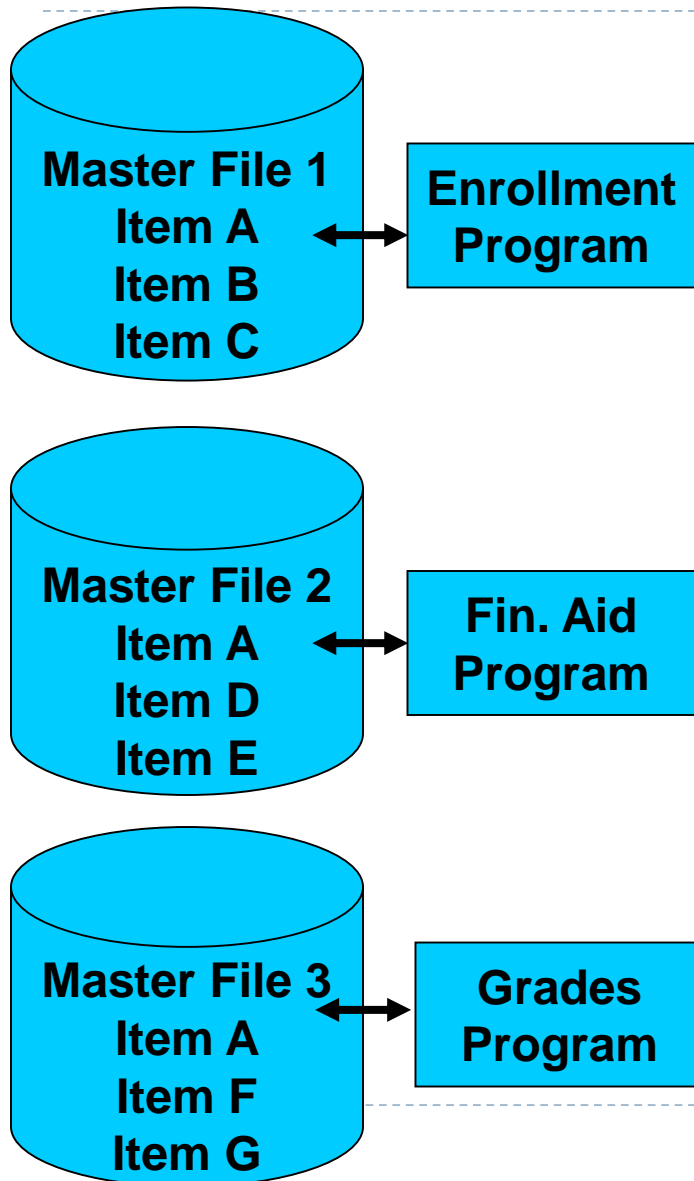 Master File 1
Item A
Item B
Item C
Enrollment
Program
Master File 2
Item A
Item D
Item E
Fin. Aid
Program
Master File 3
Item A
Item F
Item G
Grades
Program